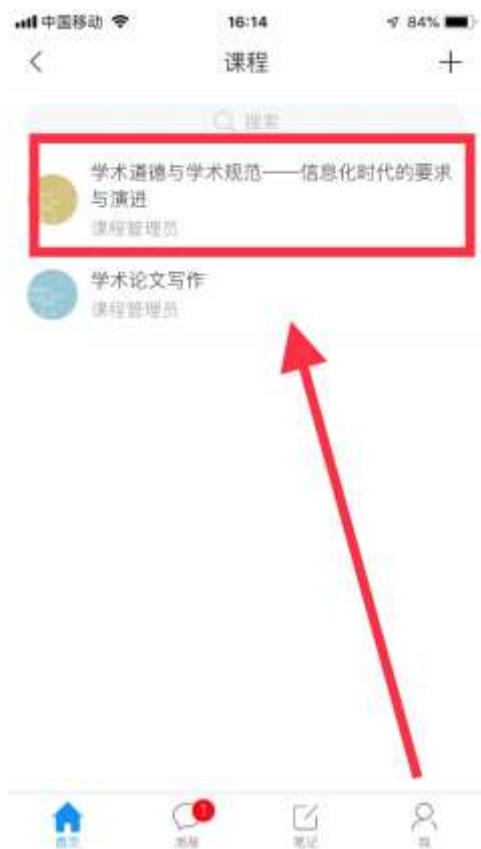 中国移动 16:14 84%
课程
搜索
学术道德与学术规范——信息化时代的要求
与演进
课程管理员
学术论文写作
课程管理员
1
首页 消息 笔记 我